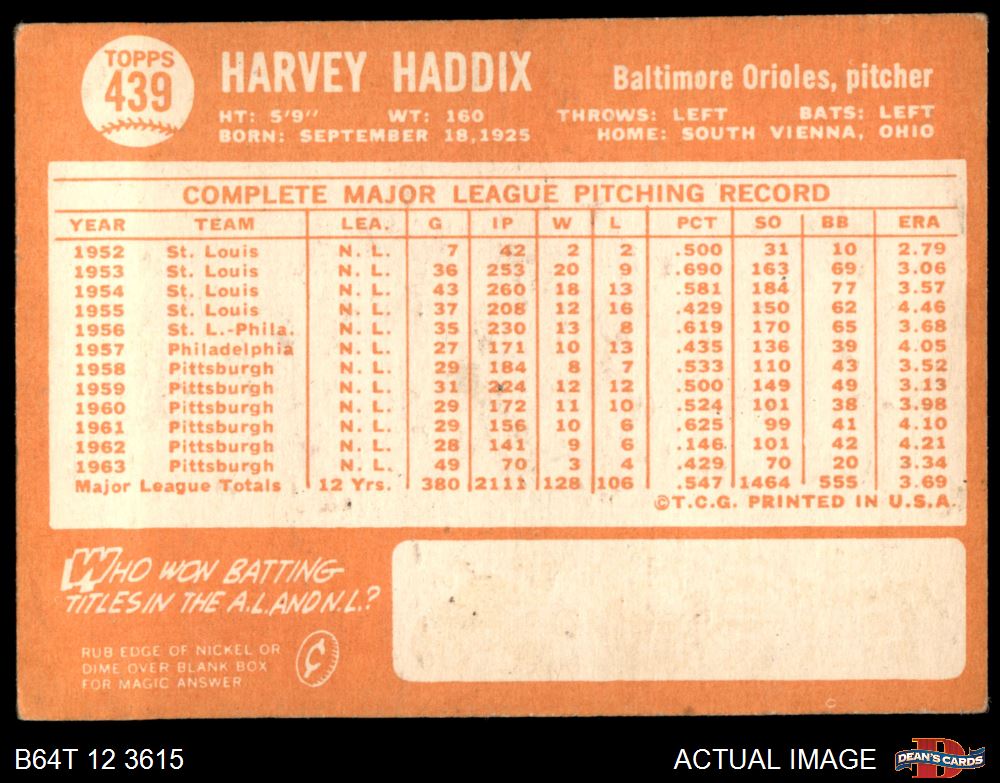 TOPPS
439
HARVEY HADDIX
Baltimore Orioles, pitcher
HT: 5'9" WT: 160 THROWS: LEFT BATS: LEFT
BORN: SEPTEMBER 18, 1925 HOME: SOUTH VIENNA, OHIO
COMPLETE MAJOR LEAGUE PITCHING RECORD
YEAR TEAM LEA. G IP W L PCT SO BB ERA
1952 St. Louis N. L. 7 42 2 2 .500 31 10 2.79
1953 St. Louis N. L. 36 253 20 9 .690 163 69 3.06
1954 St. Louis N. L. 43 260 18 13 .581 184 77 3.57
1955 St. Louis N. L. 37 208 12 16 .429 150 62 4.46
1956 St. L.-Phila. N. L. 35 230 13 8 .619 170 65 3.68
1957 Philadelphia N. L. 27 171 10 13 .435 136 39 4.05
1958 Pittsburgh N. L. 29 184 8 7 .533 110 43 3.52
1959 Pittsburgh N. L. 31 224 12 12 .500 149 49 3.13
1960 Pittsburgh N. L. 29 172 11 10 .524 101 38 3.98
1961 Pittsburgh N. L. 29 156 10 6 .625 99 41 4.10
1962 Pittsburgh N. L. 28 141 9 6 .146 101 42 4.21
1963 Pittsburgh N. L. 49 70 3 4 .429 70 20 3.34
Major League Totals 12 Yrs. 380 2111 128 106 .547 1464 555 3.69
©T.C.G. PRINTED IN U.S.A.
WHO WON BATTING
TITLES IN THE A.L. AND N.L.?
RUB EDGE OF NICKEL OR
DIME OVER BLANK BOX
FOR MAGIC ANSWER
¢
B64T 12 3615
ACTUAL IMAGE
D
DEAN'S CARDS